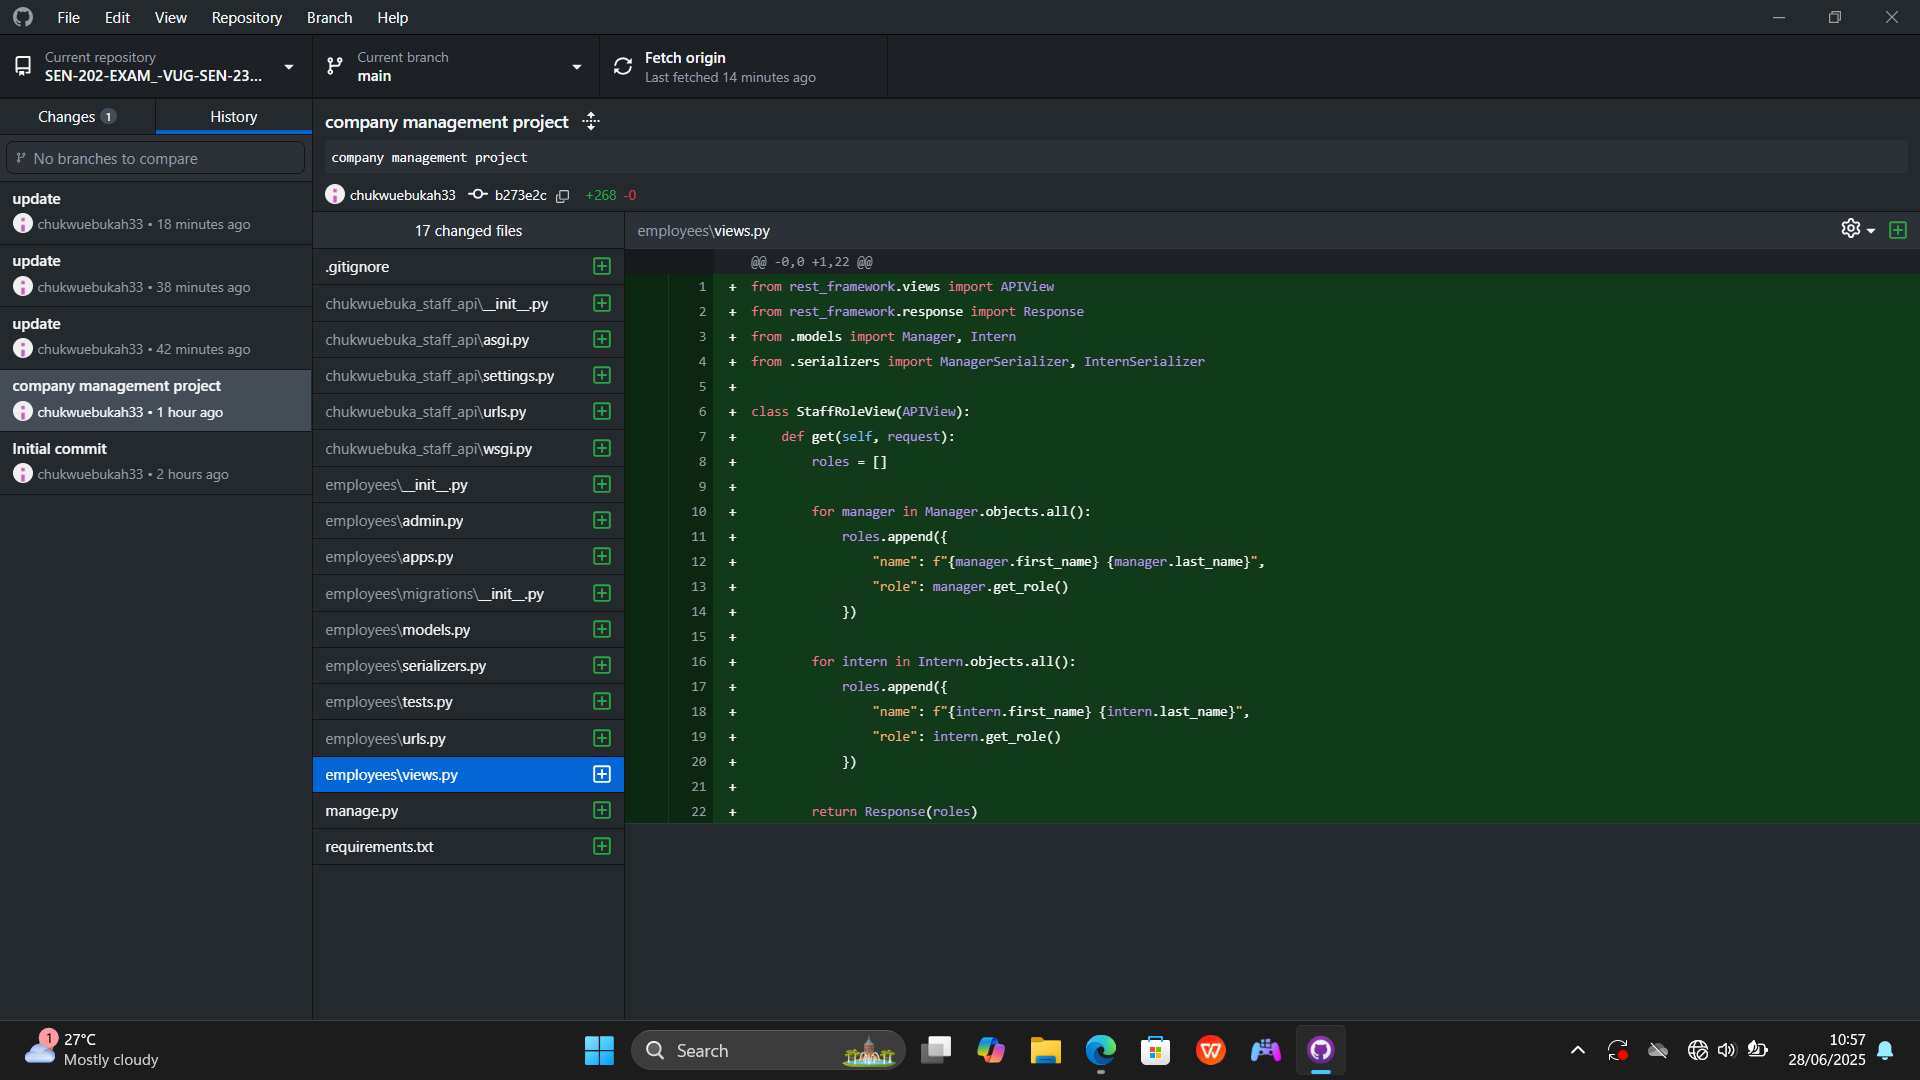 File Edit View Repository Branch Help
Current repository
SEN-202-EXAM_-VUG-SEN-23...
Current branch
main
Fetch origin
Last fetched 14 minutes ago
Changes 1
History
No branches to compare
update
chukwuebukah33 • 18 minutes ago
update
chukwuebukah33 • 38 minutes ago
update
chukwuebukah33 • 42 minutes ago
company management project
chukwuebukah33 • 1 hour ago
Initial commit
chukwuebukah33 • 2 hours ago
company management project
company management project
chukwuebukah33 b273e2c +268 -0
17 changed files
.gitignore
chukwuebuka_staff_api\__init__.py
chukwuebuka_staff_api\asgi.py
chukwuebuka_staff_api\settings.py
chukwuebuka_staff_api\urls.py
chukwuebuka_staff_api\wsgi.py
employees\__init__.py
employees\admin.py
employees\apps.py
employees\migrations\__init__.py
employees\models.py
employees\serializers.py
employees\tests.py
employees\urls.py
employees\views.py
manage.py
requirements.txt
employees\views.py
@@ -0,0 +1,22 @@
1 + from rest_framework.views import APIView
2 + from rest_framework.response import Response
3 + from .models import Manager, Intern
4 + from .serializers import ManagerSerializer, InternSerializer
5 +
6 + class StaffRoleView(APIView):
7 +     def get(self, request):
8 +         roles = []
9 +
10 +         for manager in Manager.objects.all():
11 +             roles.append({
12 +                 "name": f"{manager.first_name} {manager.last_name}",
13 +                 "role": manager.get_role()
14 +             })
15 +
16 +         for intern in Intern.objects.all():
17 +             roles.append({
18 +                 "name": f"{intern.first_name} {intern.last_name}",
19 +                 "role": intern.get_role()
20 +             })
21 +
22 +         return Response(roles)
1
27°C
Mostly cloudy
Search
10:57
28/06/2025